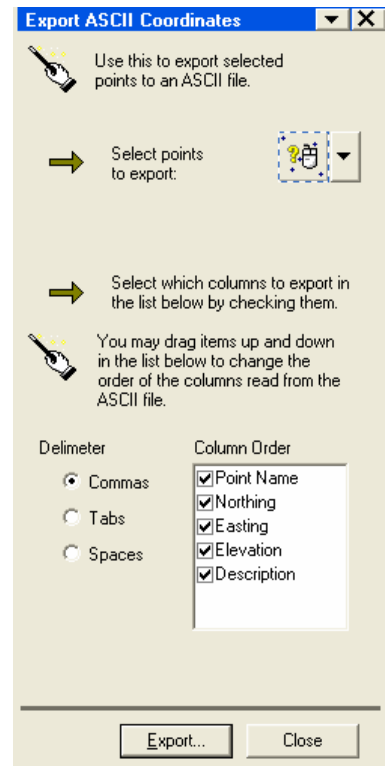 Export ASCII Coordinates
Use this to export selected
points to an ASCII file.
Select points
to export:
Select which columns to export in
the list below by checking them.
You may drag items up and down
in the list below to change the
order of the columns read from the
ASCII file.
Delimeter
Commas
Tabs
Spaces
Column Order
Point Name
Northing
Easting
Elevation
Description
Export...
Close